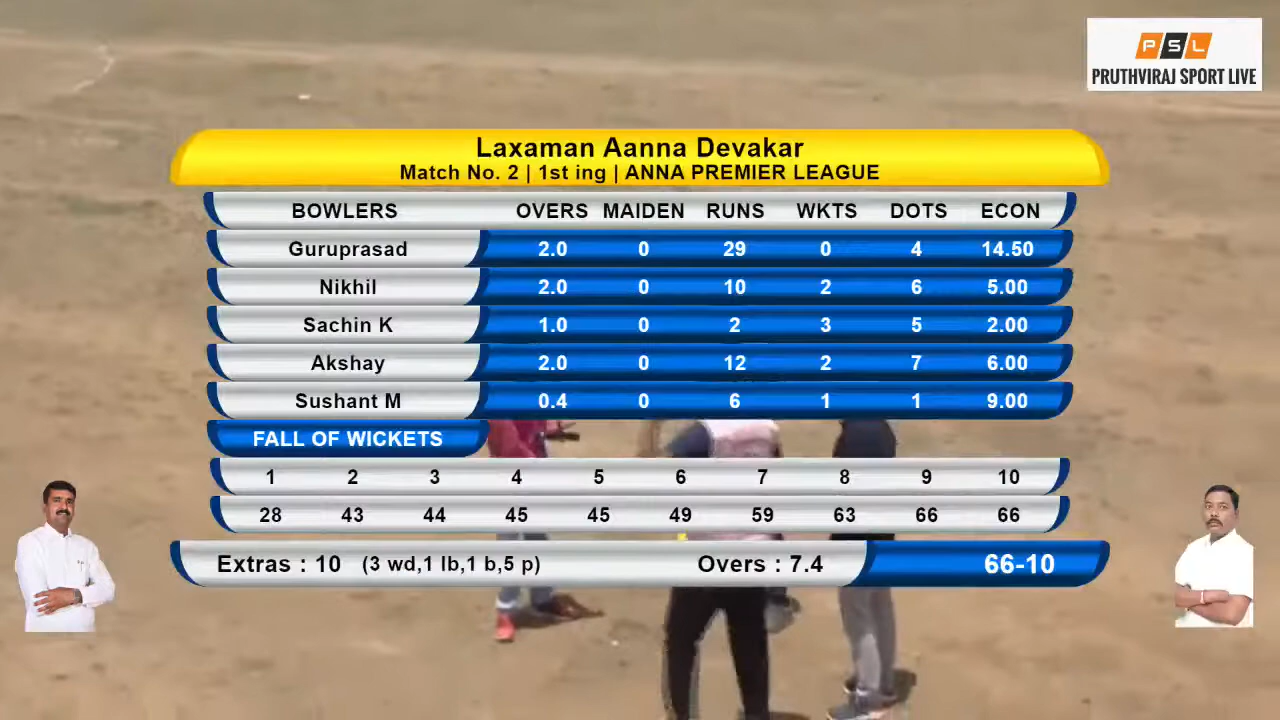 PSL
PRUTHVIRAJ SPORT LIVE
Laxaman Aanna Devakar
Match No. 2 | 1st ing | ANNA PREMIER LEAGUE
BOWLERS OVERS MAIDEN RUNS WKTS DOTS ECON
Guruprasad 2.0 0 29 0 4 14.50
Nikhil 2.0 0 10 2 6 5.00
Sachin K 1.0 0 2 3 5 2.00
Akshay 2.0 0 12 2 7 6.00
Sushant M 0.4 0 6 1 1 9.00
FALL OF WICKETS
1 2 3 4 5 6 7 8 9 10
28 43 44 45 45 49 59 63 66 66
Extras : 10 (3 wd,1 lb,1 b,5 p) Overs : 7.4 66-10